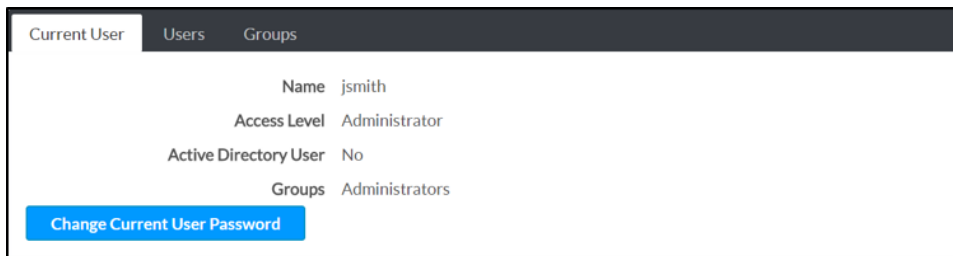 Current User Users Groups
Name jsmith
Access Level Administrator
Active Directory User No
Groups Administrators
Change Current User Password